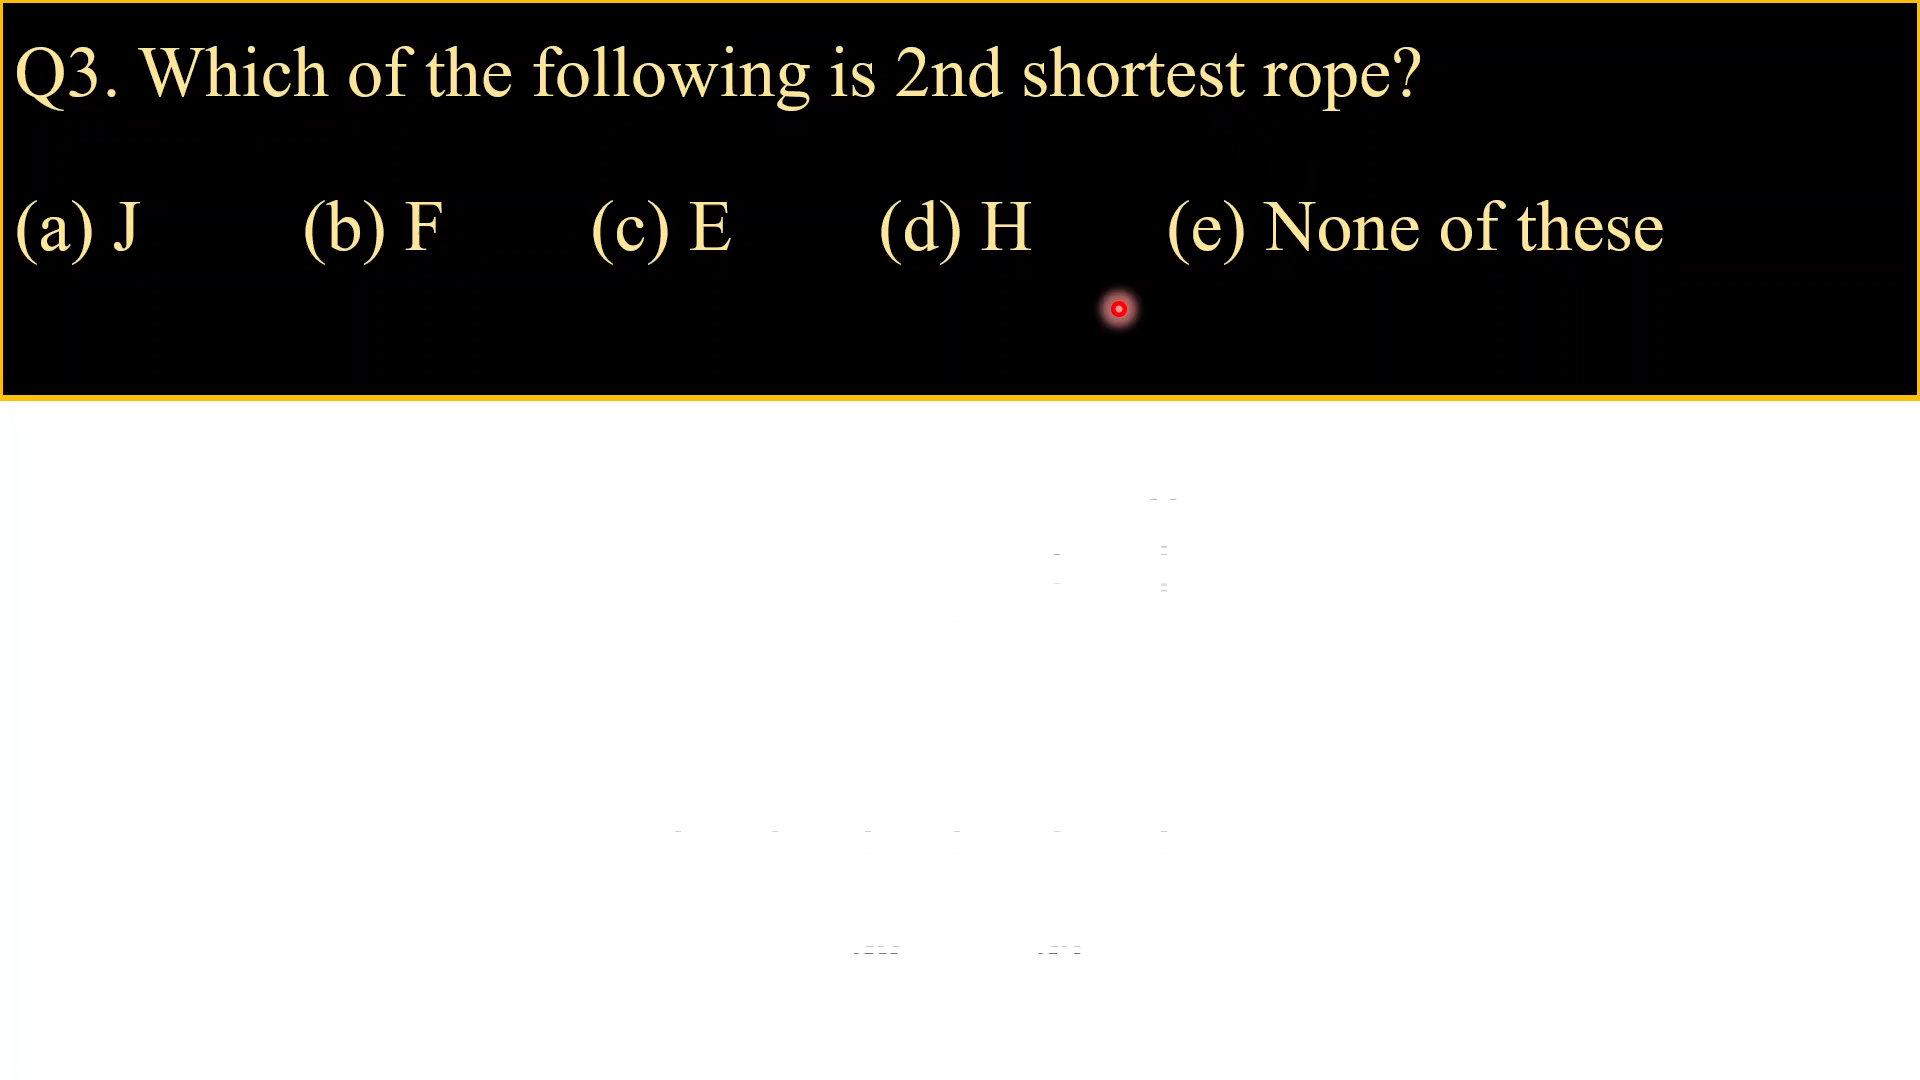 Q3. Which of the following is 2nd shortest rope?
(a) J (b) F (c) E (d) H (e) None of these